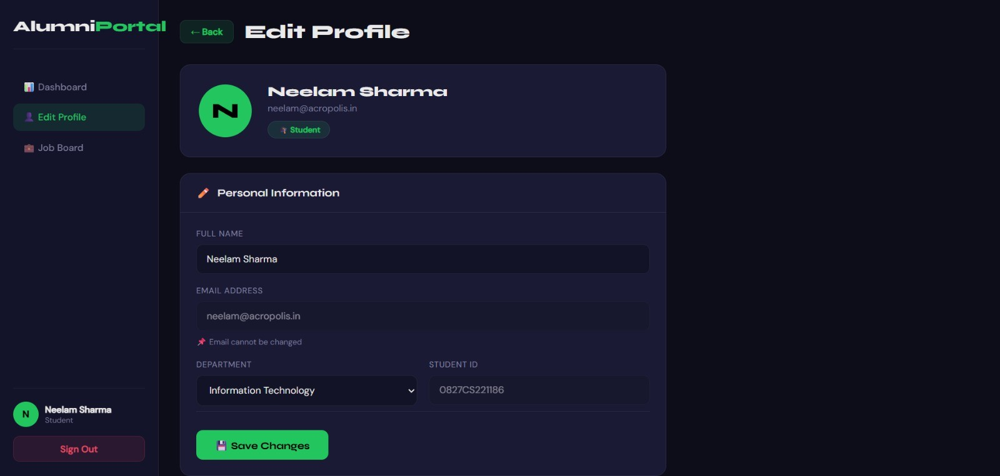 AlumniPortal
Dashboard
Edit Profile
Job Board
Neelam Sharma
Student
Sign Out
← Back
Edit Profile
N
Neelam Sharma
neelam@acropolis.in
Student
Personal Information
FULL NAME
Neelam Sharma
EMAIL ADDRESS
neelam@acropolis.in
Email cannot be changed
DEPARTMENT
Information Technology
STUDENT ID
0827CS221186
Save Changes
N